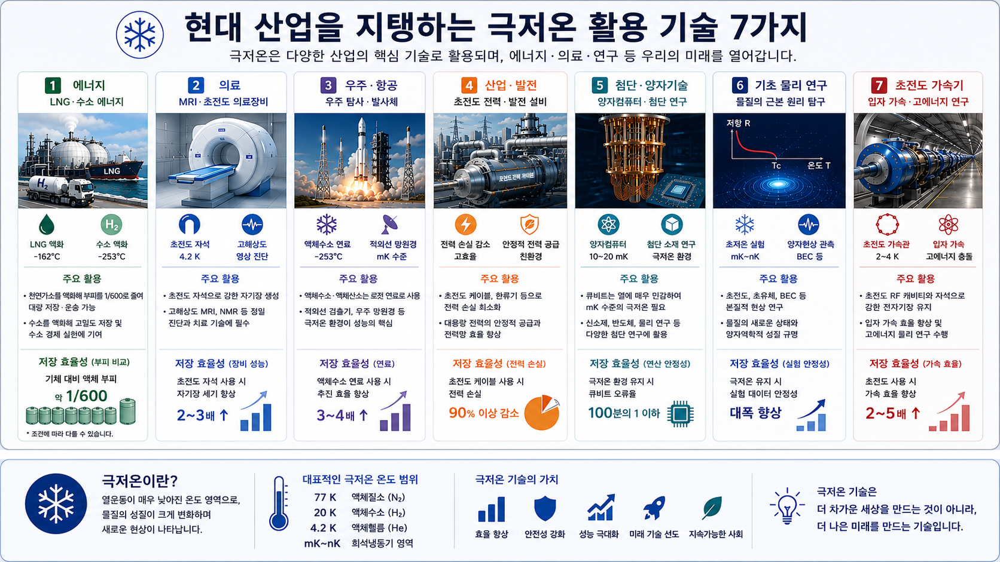 현대 산업을 지탱하는 극저온 활용 기술 7가지
극저온은 다양한 산업의 핵심 기술로 활용되며, 에너지·의료·연구 등 우리의 미래를 열어갑니다.
1 에너지
LNG·수소 에너지
LNG
H₂
H₂
LNG 액화
-162°C
수소 액화
-253°C
주요 활용
• 천연가소를 액화해 부피를 1/600로 줄여
대량 저장·운송 가능
• 수소를 액화해 고밀도 저장 및
수소 경제 실현에 기여
저장 효율성 (부피 비교)
기체 대비 액체 부피
약 1/600
* 조건에 따라 다를 수 있습니다.
2 의료
MRI·초전도 의료장비
초전도 자석
4.2 K
고해상도
영상 진단
주요 활용
• 초전도 자석으로 강한 자기장 생성
• 고해상도 MRI, NMR 등 정밀
진단과 치료 기술에 필수
저장 효율성 (장비 성능)
초전도 자석 사용 시
자기장 세기 향상
2~3배 ↑
3 우주·항공
우주 탐사·발사체
액체수소 연료
-253°C
적외선 망원경
mK 수준
주요 활용
• 액체수소·액체산소는 로켓 연료로 사용
• 적외선 검출기, 우주 망원경 등
극저온 환경이 성능의 핵심
저장 효율성 (연료)
액체수소 연료 사용 시
추진 효율 향상
3~4배 ↑
4 산업·발전
초전도 전력·발전 설비
전력 손실 감소
고효율
안정적 전력 공급
친환경
주요 활용
• 초전도 케이블, 한류기 등으로
전력 손실 최소화
• 대용량 전력의 안정적 공급과
전력망 효율 향상
저장 효율성 (전력 손실)
초전도 케이블 사용 시
전력 손실
90% 이상 감소
5 첨단·양자기술
양자컴퓨터·첨단 연구
양자컴퓨터
10~20 mK
첨단 소재 연구
극저온 환경
주요 활용
• 큐비트는 열에 매우 민감하여
mK 수준의 극저온 필요
• 신소재, 반도체, 물리 연구 등
다양한 첨단 연구에 활용
저장 효율성 (연산 안정성)
극저온 환경 유지 시
큐비트 오류율
100분의 1 이하
6 기초 물리 연구
물질의 근본 원리 탐구
저항 R
Tc
온도 T
초저온 실험
mK~nK
양자현상 관측
BEC 등
주요 활용
• 초전도, 초유체, BEC 등
본질적 현상 연구
• 물질의 새로운 상태와
양자역학적 성질 규명
저장 효율성 (실험 안정성)
극저온 유지 시
실험 데이터 안정성
대폭 향상
7 초전도 가속기
입자 가속·고에너지 연구
초전도 가속관
2~4 K
입자 가속
고에너지 충돌
주요 활용
• 초전도 RF 캐비티와 자석으로
강한 전자기장 유지
• 입자 가속 효율 향상 및
고에너지 물리 연구 수행
저장 효율성 (가속 효율)
초전도 사용 시
가속 효율 향상
2~5배 ↑
극저온이란?
열운동이 매우 낮아진 온도 영역으로,
물질의 성질이 크게 변화하며
새로운 현상이 나타납니다.
대표적인 극저온 온도 범위
77 K 액체질소 (N₂)
20 K 액체수소 (H₂)
4.2 K 액체헬륨 (He)
mK~nK 희석냉동기 영역
극저온 기술의 가치
효율 향상
안전성 강화
성능 극대화
미래 기술 선도
지속가능한 사회
극저온 기술은
더 차가운 세상을 만드는 것이 아니라,
더 나은 미래를 만드는 기술입니다.